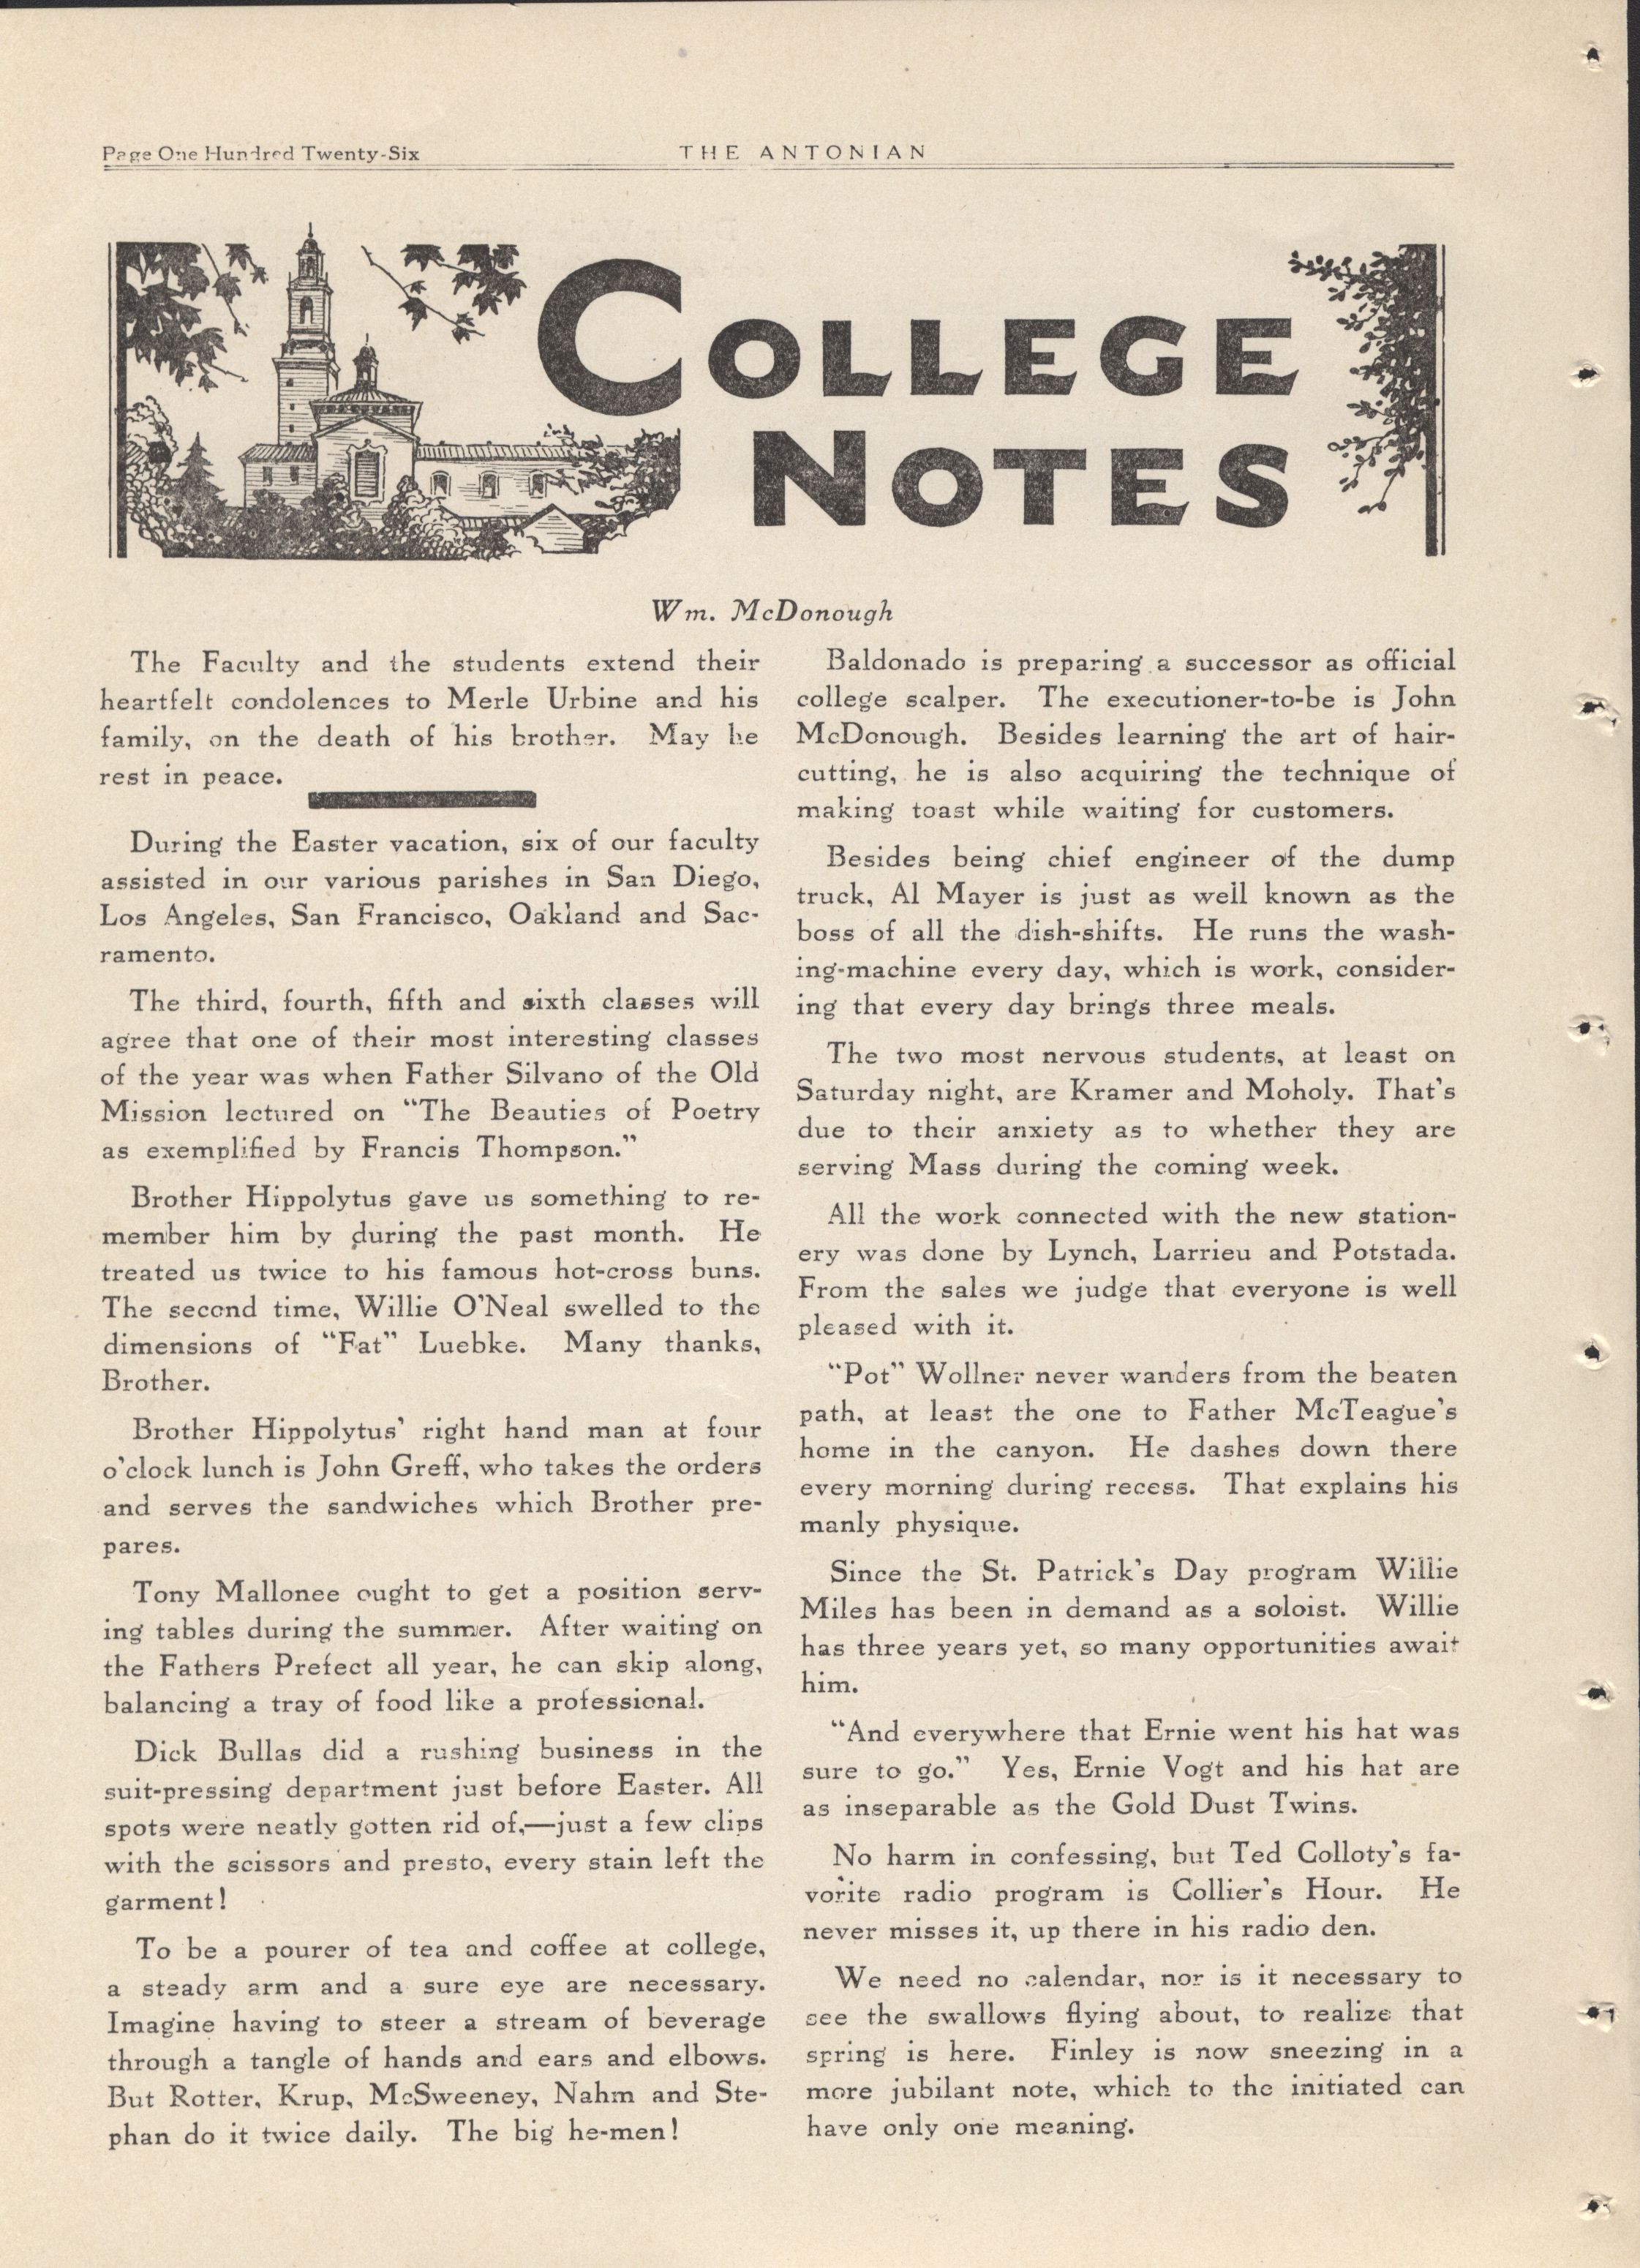 Page One Hundred Twenty-Six
THE ANTONIAN
COLLEGE
NOTES
Wm. McDonough
The Faculty and the students extend their
heartfelt condolences to Merle Urbine and his
family, on the death of his brother. May he
rest in peace.
During the Easter vacation, six of our faculty
assisted in our various parishes in San Diego,
Los Angeles, San Francisco, Oakland and Sac-
ramento.
The third, fourth, fifth and sixth classes will
agree that one of their most interesting classes
of the year was when Father Silvano of the Old
Mission lectured on “The Beauties of Poetry
as exemplified by Francis Thompson.”
Brother Hippolytus gave us something to re-
member him by during the past month. He
treated us twice to his famous hot-cross buns.
The second time, Willie O'Neal swelled to the
dimensions of “Fat” Luebke. Many thanks,
Brother.
Brother Hippolytus' right hand man at four
o'clock lunch is John Greff, who takes the orders
and serves the sandwiches which Brother pre-
pares.
Tony Mallonee ought to get a position serv-
ing tables during the summer. After waiting on
the Fathers Prefect all year, he can skip along,
balancing a tray of food like a professional.
Dick Bullas did a rushing business in the
suit-pressing department just before Easter. All
spots were neatly gotten rid of,—just a few clips
with the scissors and presto, every stain left the
garment!
To be a pourer of tea and coffee at college,
a steady arm and a sure eye are necessary.
Imagine having to steer a stream of beverage
through a tangle of hands and ears and elbows.
But Rotter, Krup, McSweeney, Nahm and Ste-
phan do it twice daily. The big he-men!
Baldonado is preparing a successor as official
college scalper. The executioner-to-be is John
McDonough. Besides learning the art of hair-
cutting, he is also acquiring the technique of
making toast while waiting for customers.
Besides being chief engineer of the dump
truck, Al Mayer is just as well known as the
boss of all the dish-shifts. He runs the wash-
ing-machine every day, which is work, consider-
ing that every day brings three meals.
The two most nervous students, at least on
Saturday night, are Kramer and Moholy. That's
due to their anxiety as to whether they are
serving Mass during the coming week.
All the work connected with the new station-
ery was done by Lynch, Larrieu and Potstada.
From the sales we judge that everyone is well
pleased with it.
“Pot” Wollner never wanders from the beaten
path, at least the one to Father McTeague's
home in the canyon. He dashes down there
every morning during recess. That explains his
manly physique.
Since the St. Patrick's Day program Willie
Miles has been in demand as a soloist. Willie
has three years yet, so many opportunities await
him.
“And everywhere that Ernie went his hat was
sure to go.” Yes, Ernie Vogt and his hat are
as inseparable as the Gold Dust Twins.
No harm in confessing, but Ted Colloty's fa-
vorite radio program is Collier's Hour. He
never misses it, up there in his radio den.
We need no calendar, nor is it necessary to
see the swallows flying about, to realize that
spring is here. Finley is now sneezing in a
more jubilant note, which to the initiated can
have only one meaning.